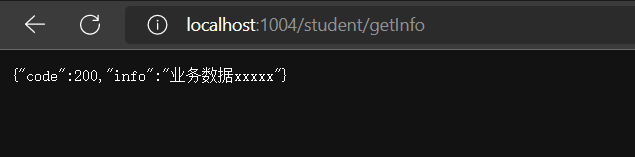 localhost:1004/student/getInfo
{"code":200,"info":"业务数据xxxxx"}